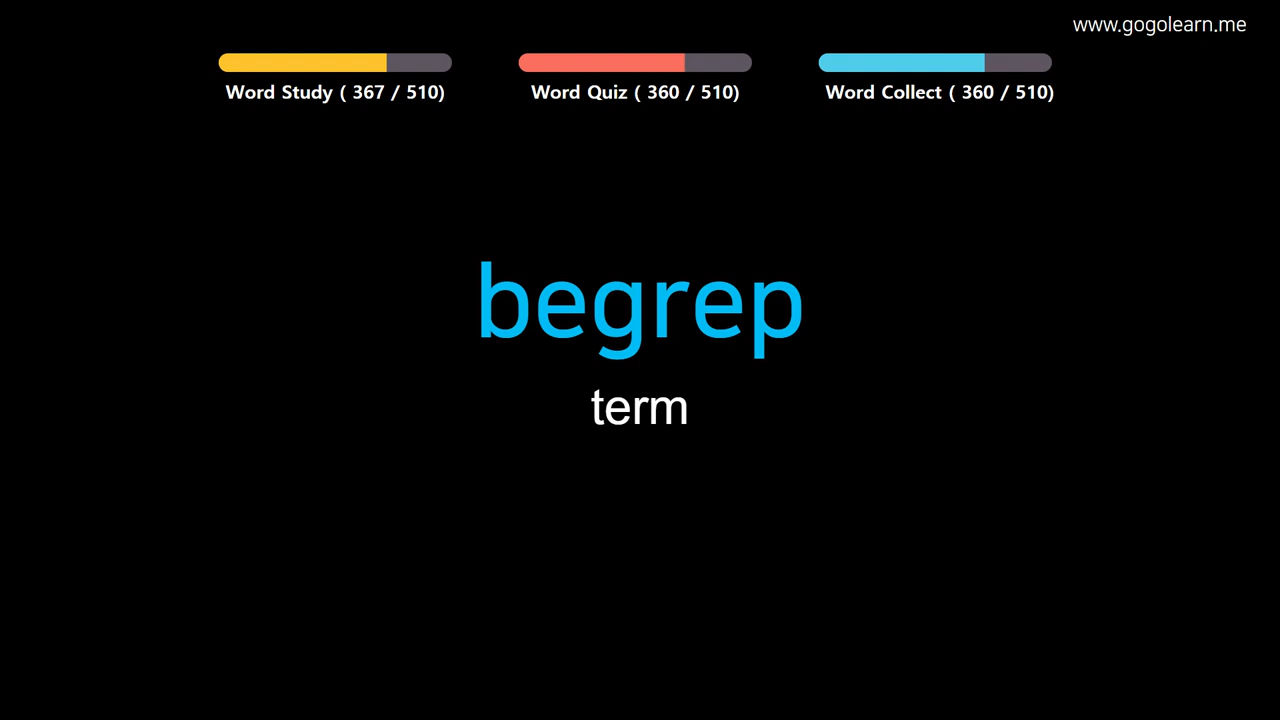 www.gogolearn.me
Word Study ( 367 / 510)
Word Quiz ( 360 / 510)
Word Collect ( 360 / 510)
begrep
term